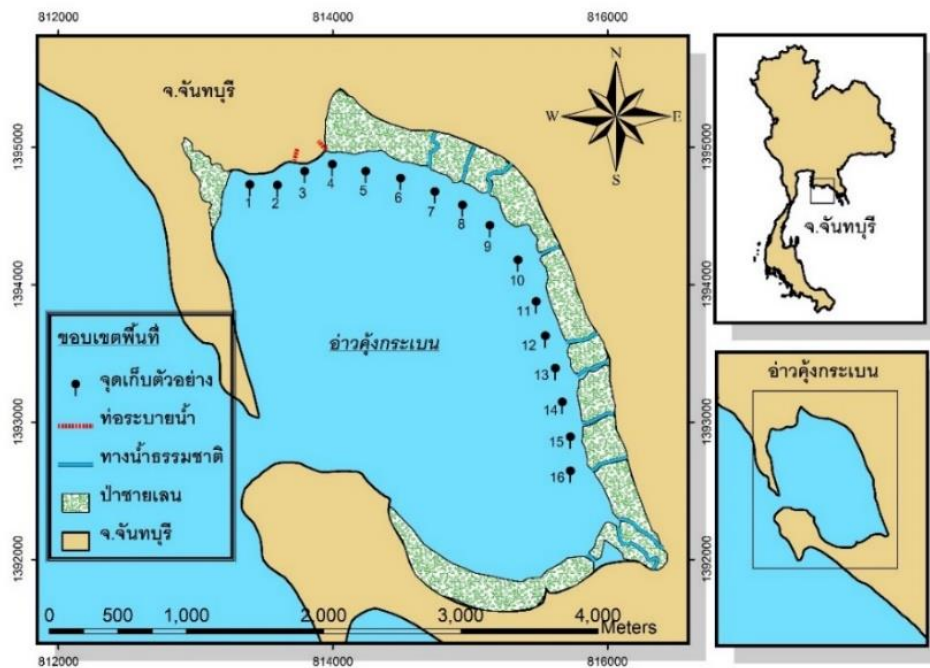 812000 814000 816000
จ.จันทบุรี
N
W E
S
1395000 1395000
1 2 3 4 5 6 7 8 9 10 11 12 13 14 15 16
1394000 1394000
อ่าวคุ้งกระเบน
1393000 1393000
1392000 1392000
ขอบเขตพื้นที่
จุดเก็บตัวอย่าง
ท่อระบายน้ำ
ทางน้ำธรรมชาติ
ป่าชายเลน
จ.จันทบุรี
0 500 1,000 2,000 3,000 4,000 Meters
812000 814000 816000
จ.จันทบุรี
อ่าวคุ้งกระเบน